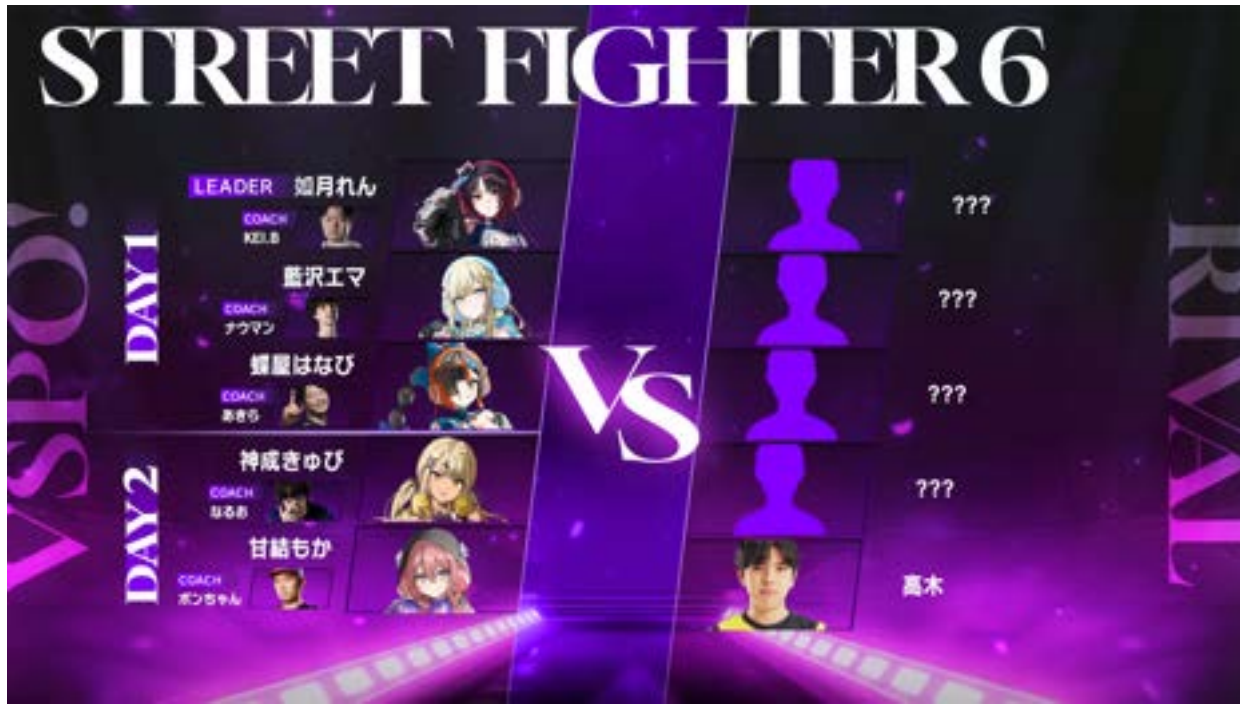 STREET FIGHTER 6
VSPO!
RIVAL
DAY1
LEADER 如月れん
COACH
KEI.B
???
藍沢エマ
COACH
ナウマン
???
蝶屋はなび
COACH
あきら
???
VS
DAY2
神成きゅぴ
COACH
なるお
???
甘結もか
COACH
ボンちゃん
高木